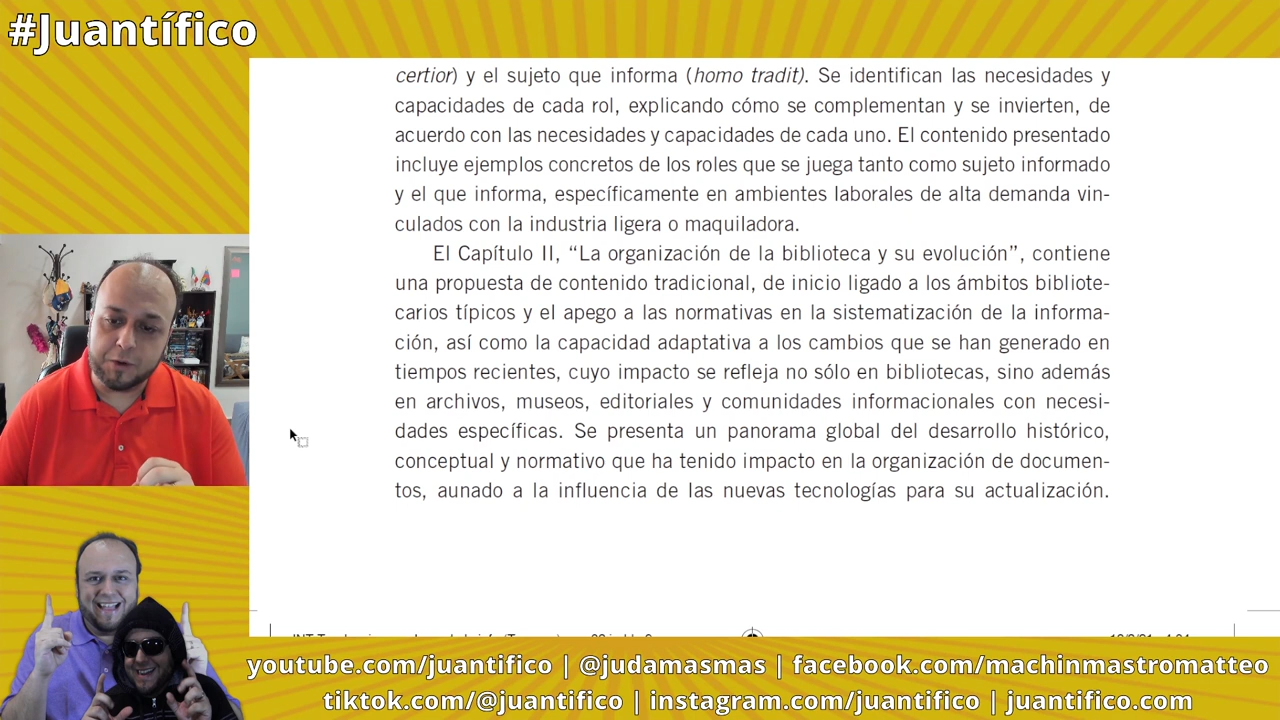 #Juantífico
certior) y el sujeto que informa (homo tradit). Se identifican las necesidades y
capacidades de cada rol, explicando cómo se complementan y se invierten, de
acuerdo con las necesidades y capacidades de cada uno. El contenido presentado
incluye ejemplos concretos de los roles que se juega tanto como sujeto informado
y el que informa, específicamente en ambientes laborales de alta demanda vin-
culados con la industria ligera o maquiladora.
El Capítulo II, “La organización de la biblioteca y su evolución”, contiene
una propuesta de contenido tradicional, de inicio ligado a los ámbitos bibliote-
carios típicos y el apego a las normativas en la sistematización de la informa-
ción, así como la capacidad adaptativa a los cambios que se han generado en
tiempos recientes, cuyo impacto se refleja no sólo en bibliotecas, sino además
en archivos, museos, editoriales y comunidades informacionales con necesi-
dades específicas. Se presenta un panorama global del desarrollo histórico,
conceptual y normativo que ha tenido impacto en la organización de documen-
tos, aunado a la influencia de las nuevas tecnologías para su actualización.
youtube.com/juantifico | @judamasmas | facebook.com/machinmastromatteo
tiktok.com/@juantifico | instagram.com/juantifico | juantifico.com